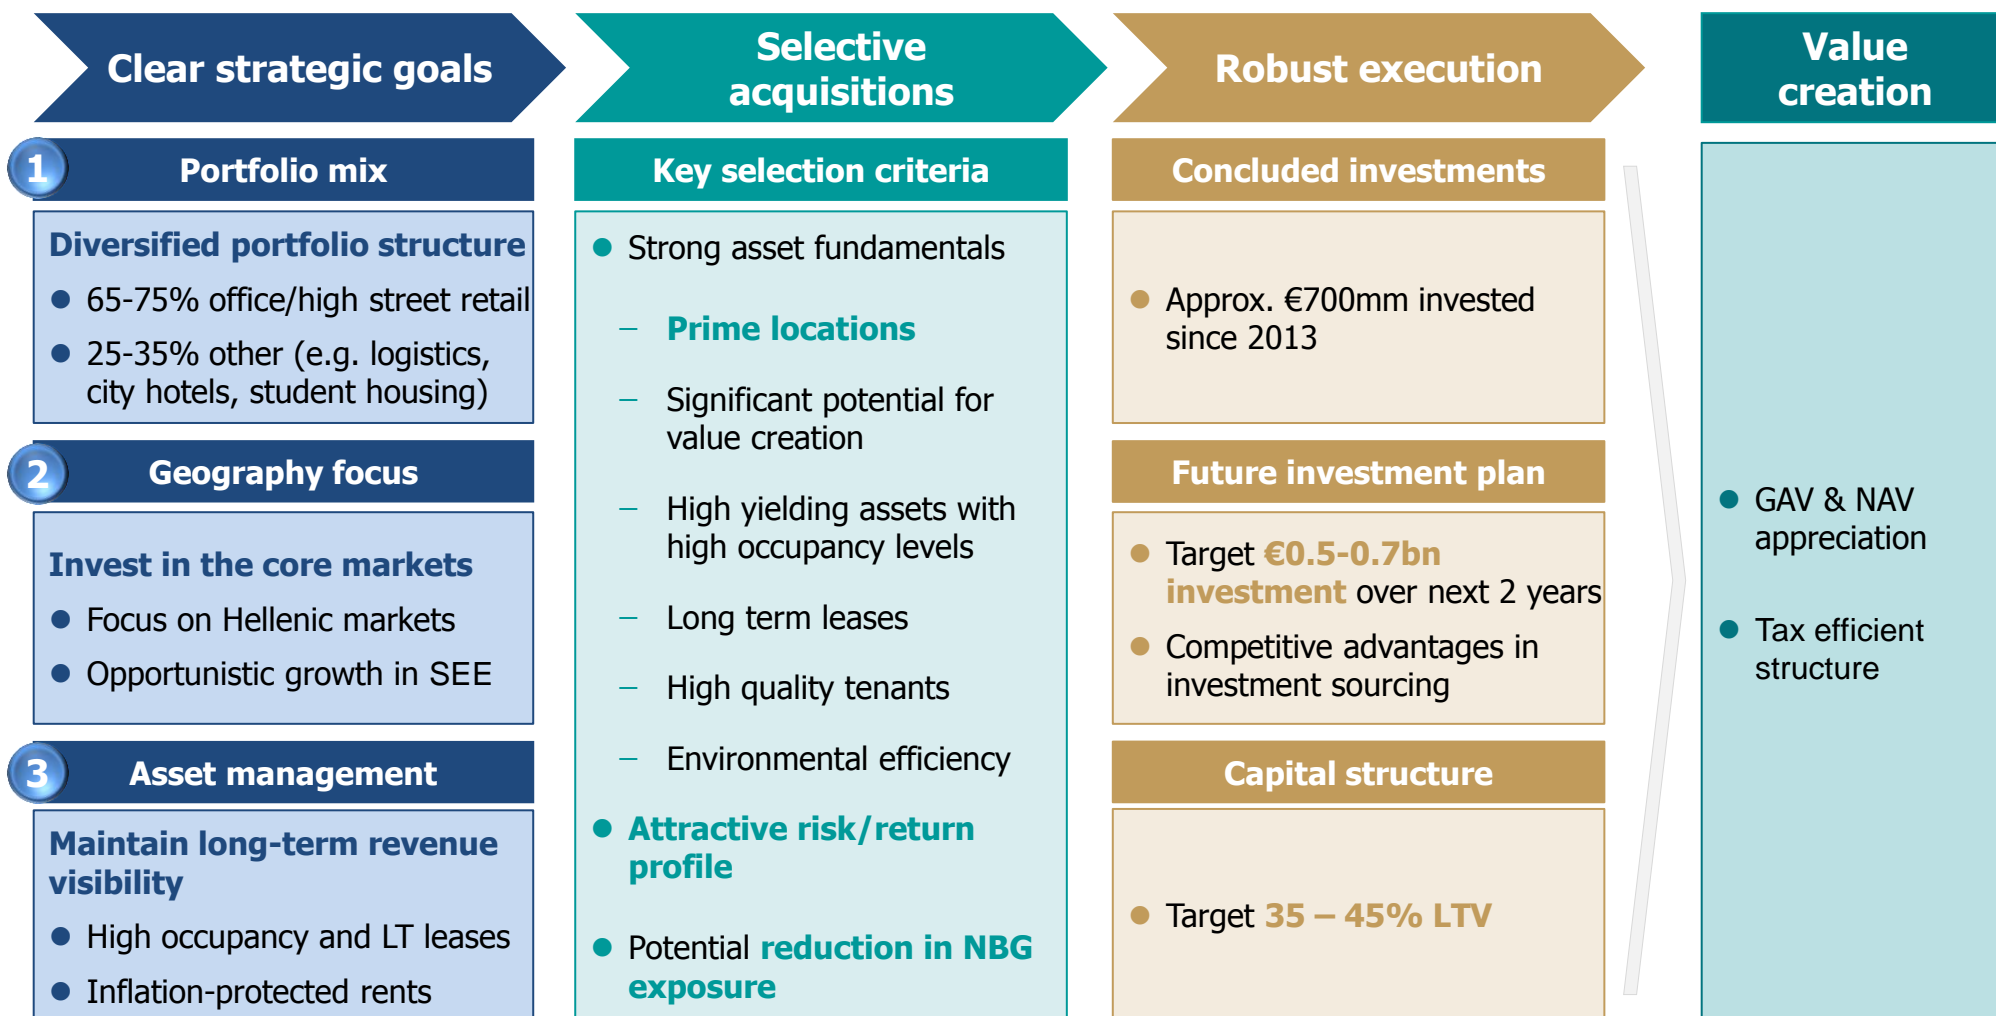 Clear strategic goals
Selective
acquisitions
Robust execution
Value
creation
1
Portfolio mix
Diversified portfolio structure
● 65-75% office/high street retail
● 25-35% other (e.g. logistics,
city hotels, student housing)
2
Geography focus
Invest in the core markets
● Focus on Hellenic markets
● Opportunistic growth in SEE
3
Asset management
Maintain long-term revenue
visibility
● High occupancy and LT leases
● Inflation-protected rents
Key selection criteria
● Strong asset fundamentals
– Prime locations
– Significant potential for
value creation
– High yielding assets with
high occupancy levels
– Long term leases
– High quality tenants
– Environmental efficiency
● Attractive risk/return
profile
● Potential reduction in NBG
exposure
Concluded investments
● Approx. €700mm invested
since 2013
Future investment plan
● Target €0.5-0.7bn
investment over next 2 years
● Competitive advantages in
investment sourcing
Capital structure
● Target 35 – 45% LTV
● GAV & NAV
appreciation
● Tax efficient
structure